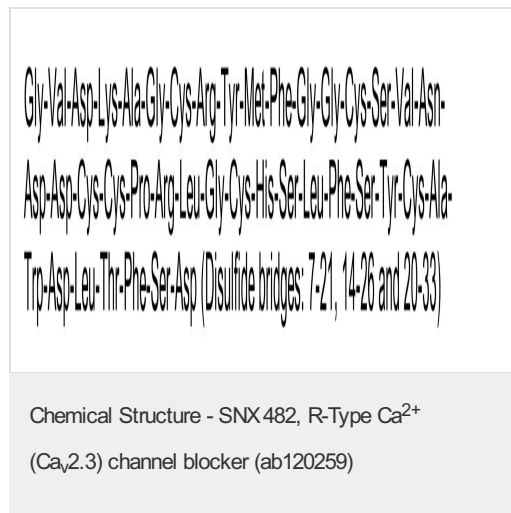 Gly-Val-Asp-Lys-Ala-Gly-Cys-Arg-Tyr-Met-Phe-Gly-Gly-Cys-Ser-Val-Asn-
Asp-Asp-Cys-Cys-Pro-Arg-Leu-Gly-Cys-His-Ser-Leu-Phe-Ser-Tyr-Cys-Ala-
Trp-Asp-Leu-Thr-Phe-Ser-Asp (Disulfide bridges: 7-21, 14-26 and 20-33)
Chemical Structure - SNX 482, R-Type Ca2+
(Cav2.3) channel blocker (ab120259)